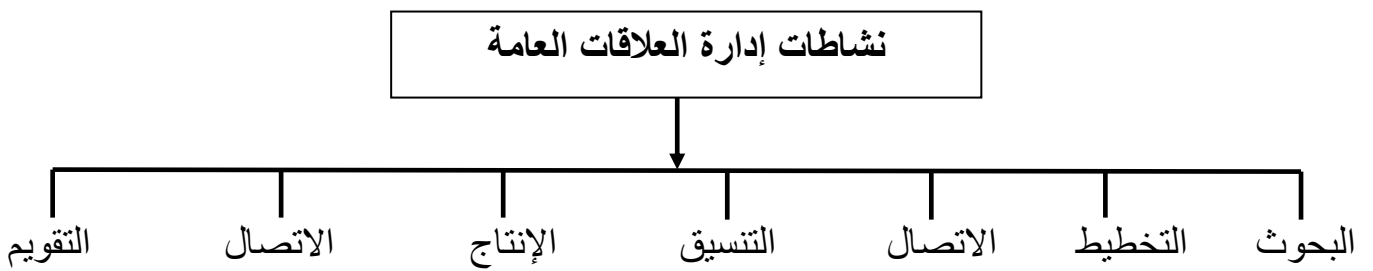 نشاطات إدارة العلاقات العامة
البحوث التخطيط الاتصال التنسيق الإنتاج الاتصال التقويم